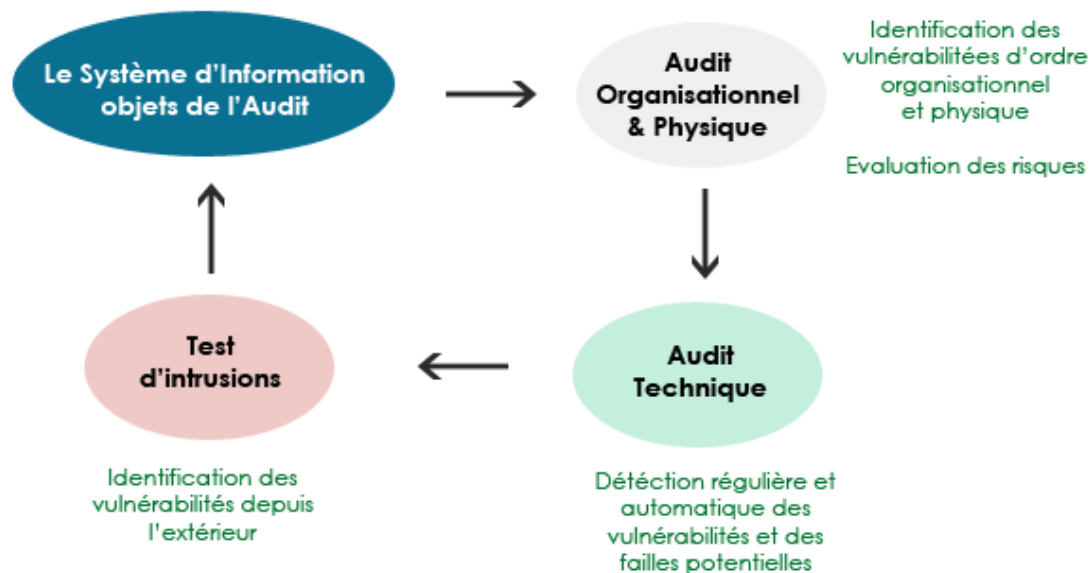 Le Système d'Information
objets de l'Audit
Audit
Organisationnel
& Physique
Identification des
vulnérabilitées d'ordre
organisationnel
et physique
Evaluation des risques
Test
d'intrusions
Audit
Technique
Identification des
vulnérabilités depuis
l'extérieur
Détéction régulière et
automatique des
vulnérabilités et des
failles potentielles